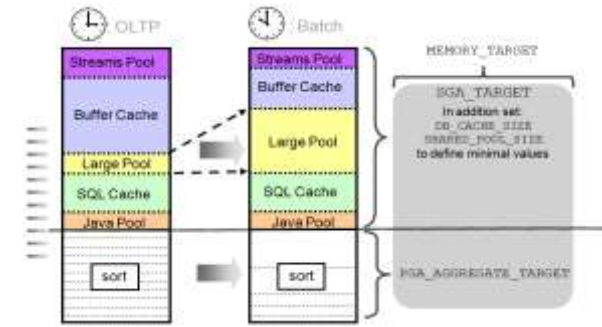 OLTP
Batch
Streams Pool
Buffer Cache
Large Pool
SQL Cache
Java Pool
sort
Streams Pool
Buffer Cache
Large Pool
SQL Cache
Java Pool
sort
MEMORY_TARGET
SGA_TARGET
In addition set:
DB_CACHE_SIZE
SHARED_POOL_SIZE
to define minimal values
PGA_AGGREGATE_TARGET